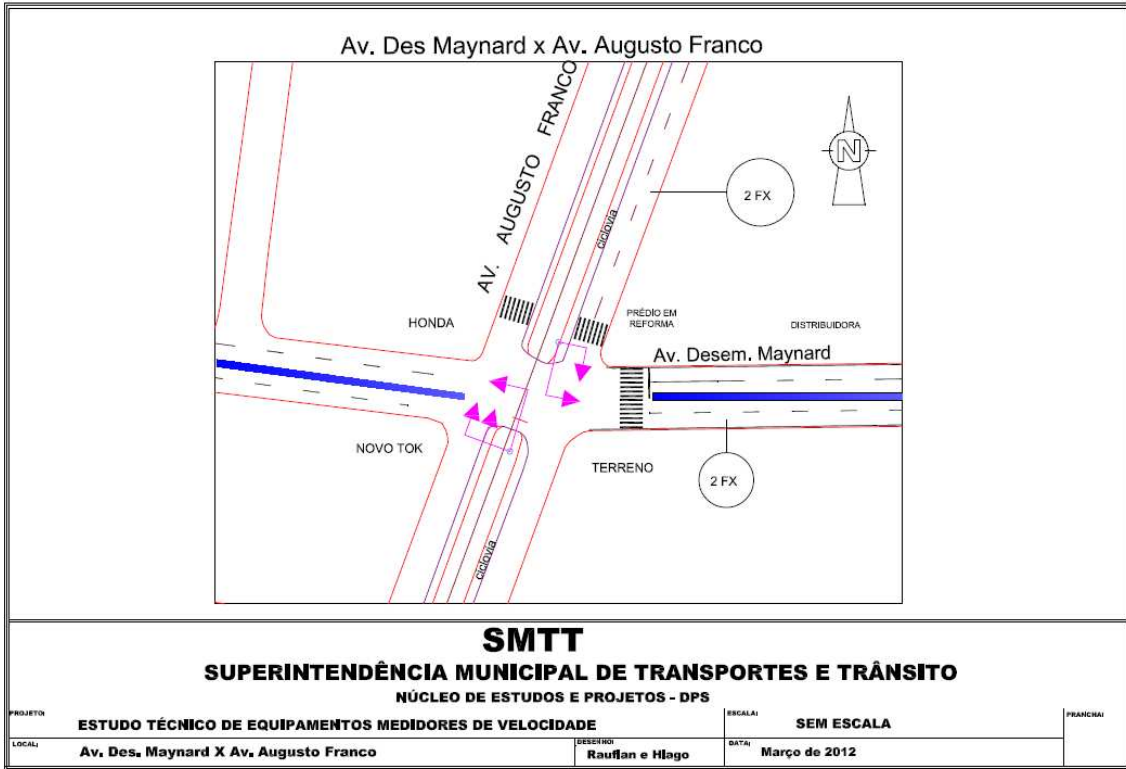 Av. Des Maynard x Av. Augusto Franco
AV. AUGUSTO FRANCO
N
2 FX
ciclovia
HONDA
PRÉDIO EM
REFORMA
DISTRIBUIDORA
Av. Desem. Maynard
NOVO TOK
TERRENO
2 FX
ciclovia
SMTT
SUPERINTENDÊNCIA MUNICIPAL DE TRANSPORTES E TRÂNSITO
NÚCLEO DE ESTUDOS E PROJETOS - DPS
PROJETO:
ESTUDO TÉCNICO DE EQUIPAMENTOS MEDIDORES DE VELOCIDADE
ESCALA:
SEM ESCALA
PRANCHA:
LOCAL:
Av. Des. Maynard X Av. Augusto Franco
DESENHO:
Rauflan e Hiago
DATA:
Março de 2012